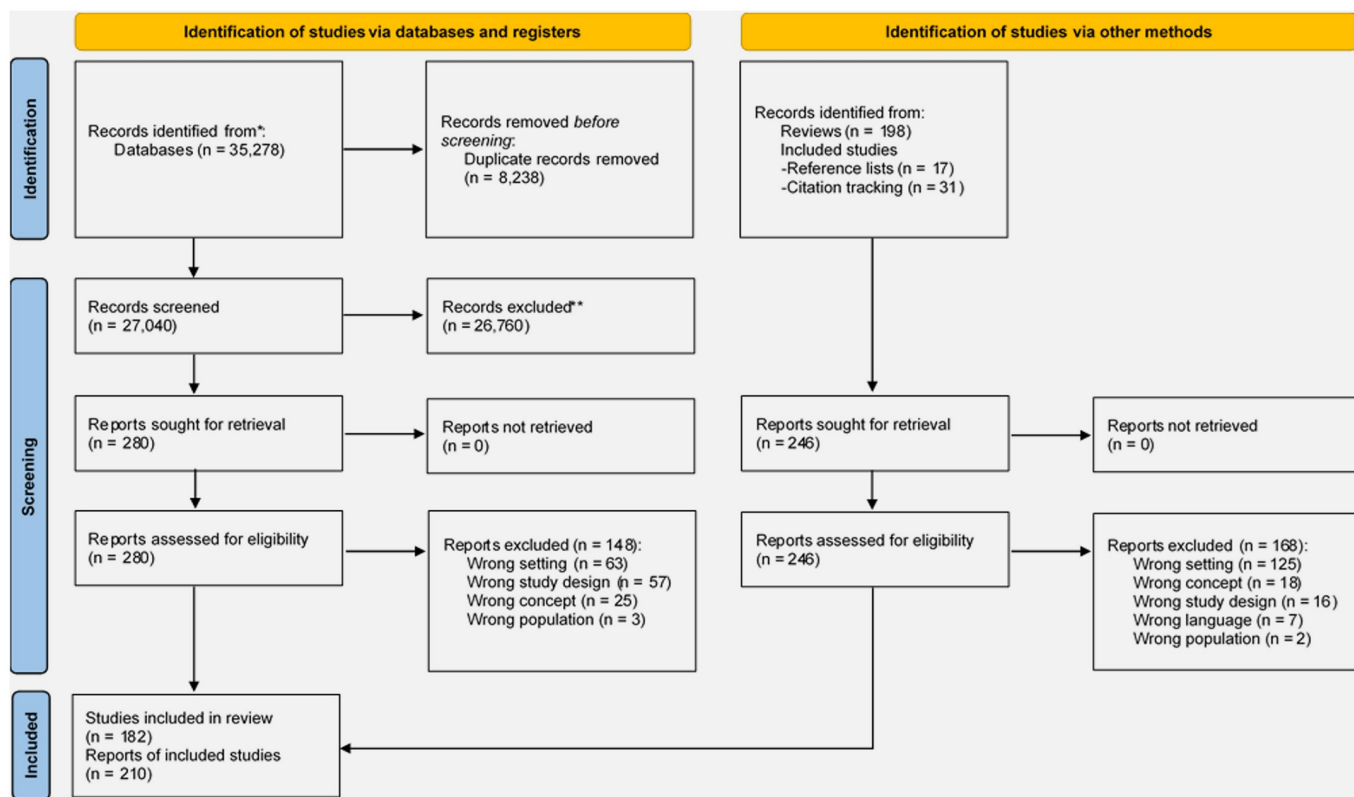 Identification of studies via databases and registers
Identification of studies via other methods
Identification
Records identified from*:
Databases (n = 35,278)
Records removed before
screening:
Duplicate records removed
(n = 8,238)
Records identified from:
Reviews (n = 198)
Included studies
-Reference lists (n = 17)
-Citation tracking (n = 31)
Screening
Records screened
(n = 27,040)
Records excluded**
(n = 26,760)
Reports sought for retrieval
(n = 280)
Reports not retrieved
(n = 0)
Reports sought for retrieval
(n = 246)
Reports not retrieved
(n = 0)
Reports assessed for eligibility
(n = 280)
Reports excluded (n = 148):
Wrong setting (n = 63)
Wrong study design (n = 57)
Wrong concept (n = 25)
Wrong population (n = 3)
Reports assessed for eligibility
(n = 246)
Reports excluded (n = 168):
Wrong setting (n = 125)
Wrong concept (n = 18)
Wrong study design (n = 16)
Wrong language (n = 7)
Wrong population (n = 2)
Included
Studies included in review
(n = 182)
Reports of included studies
(n = 210)